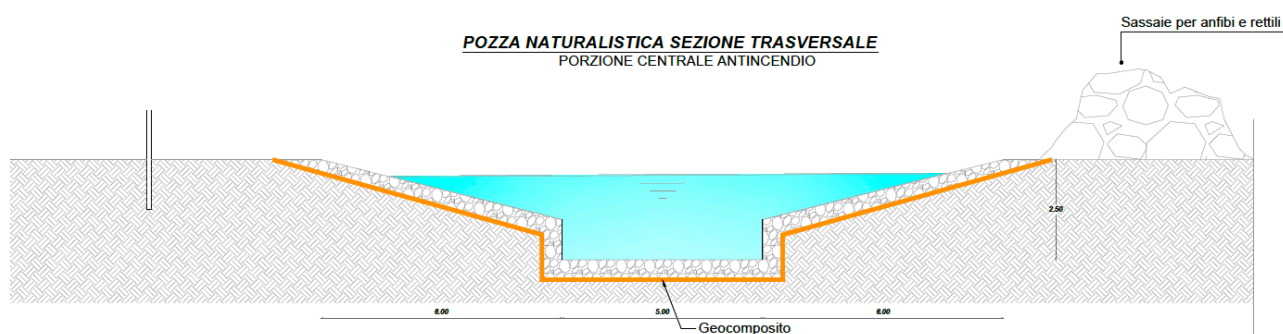 Sassaie per anfibi e rettili
POZZA NATURALISTICA SEZIONE TRASVERSALE
PORZIONE CENTRALE ANTINCENDIO
2.50
6.00
5.00
6.00
Geocomposito